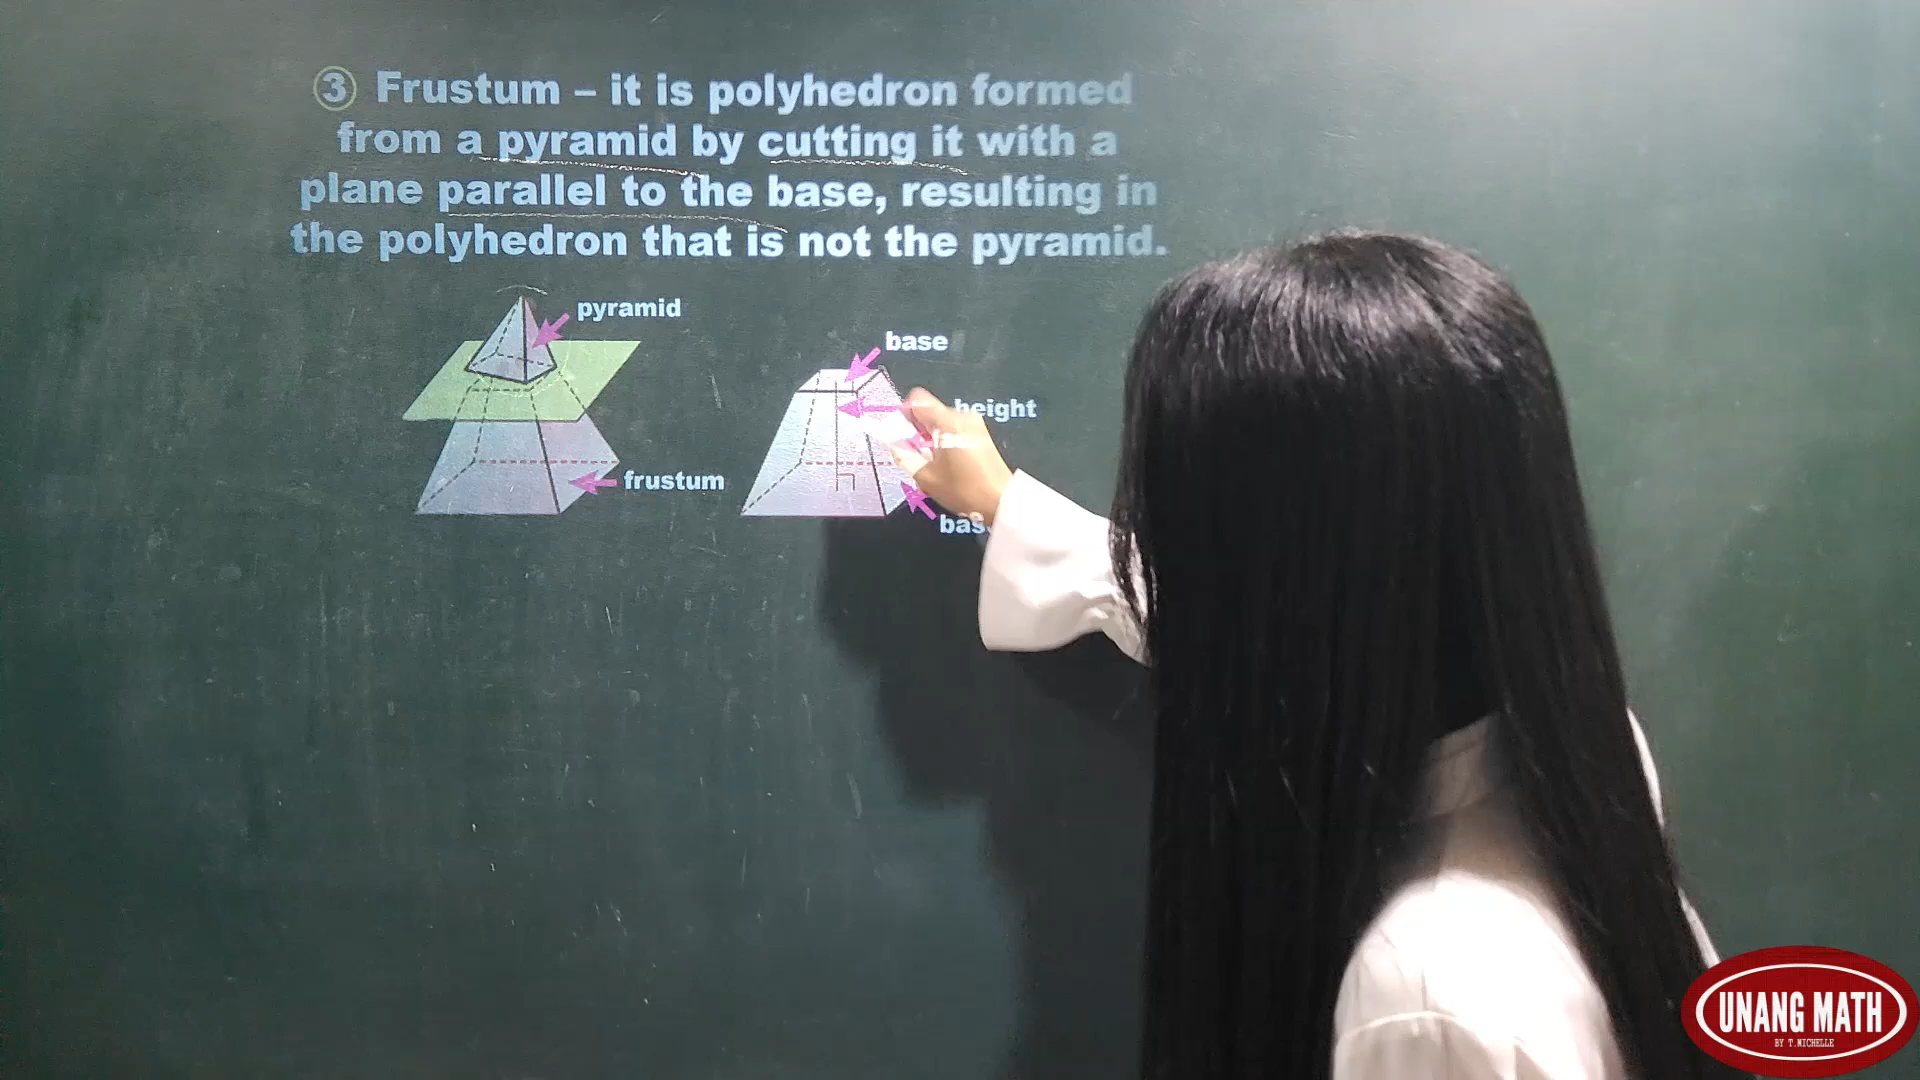 3 Frustum – it is polyhedron formed
from a pyramid by cutting it with a
plane parallel to the base, resulting in
the polyhedron that is not the pyramid.
pyramid
base
height
frustum
UNANG MATH
BY T.MICHELLE